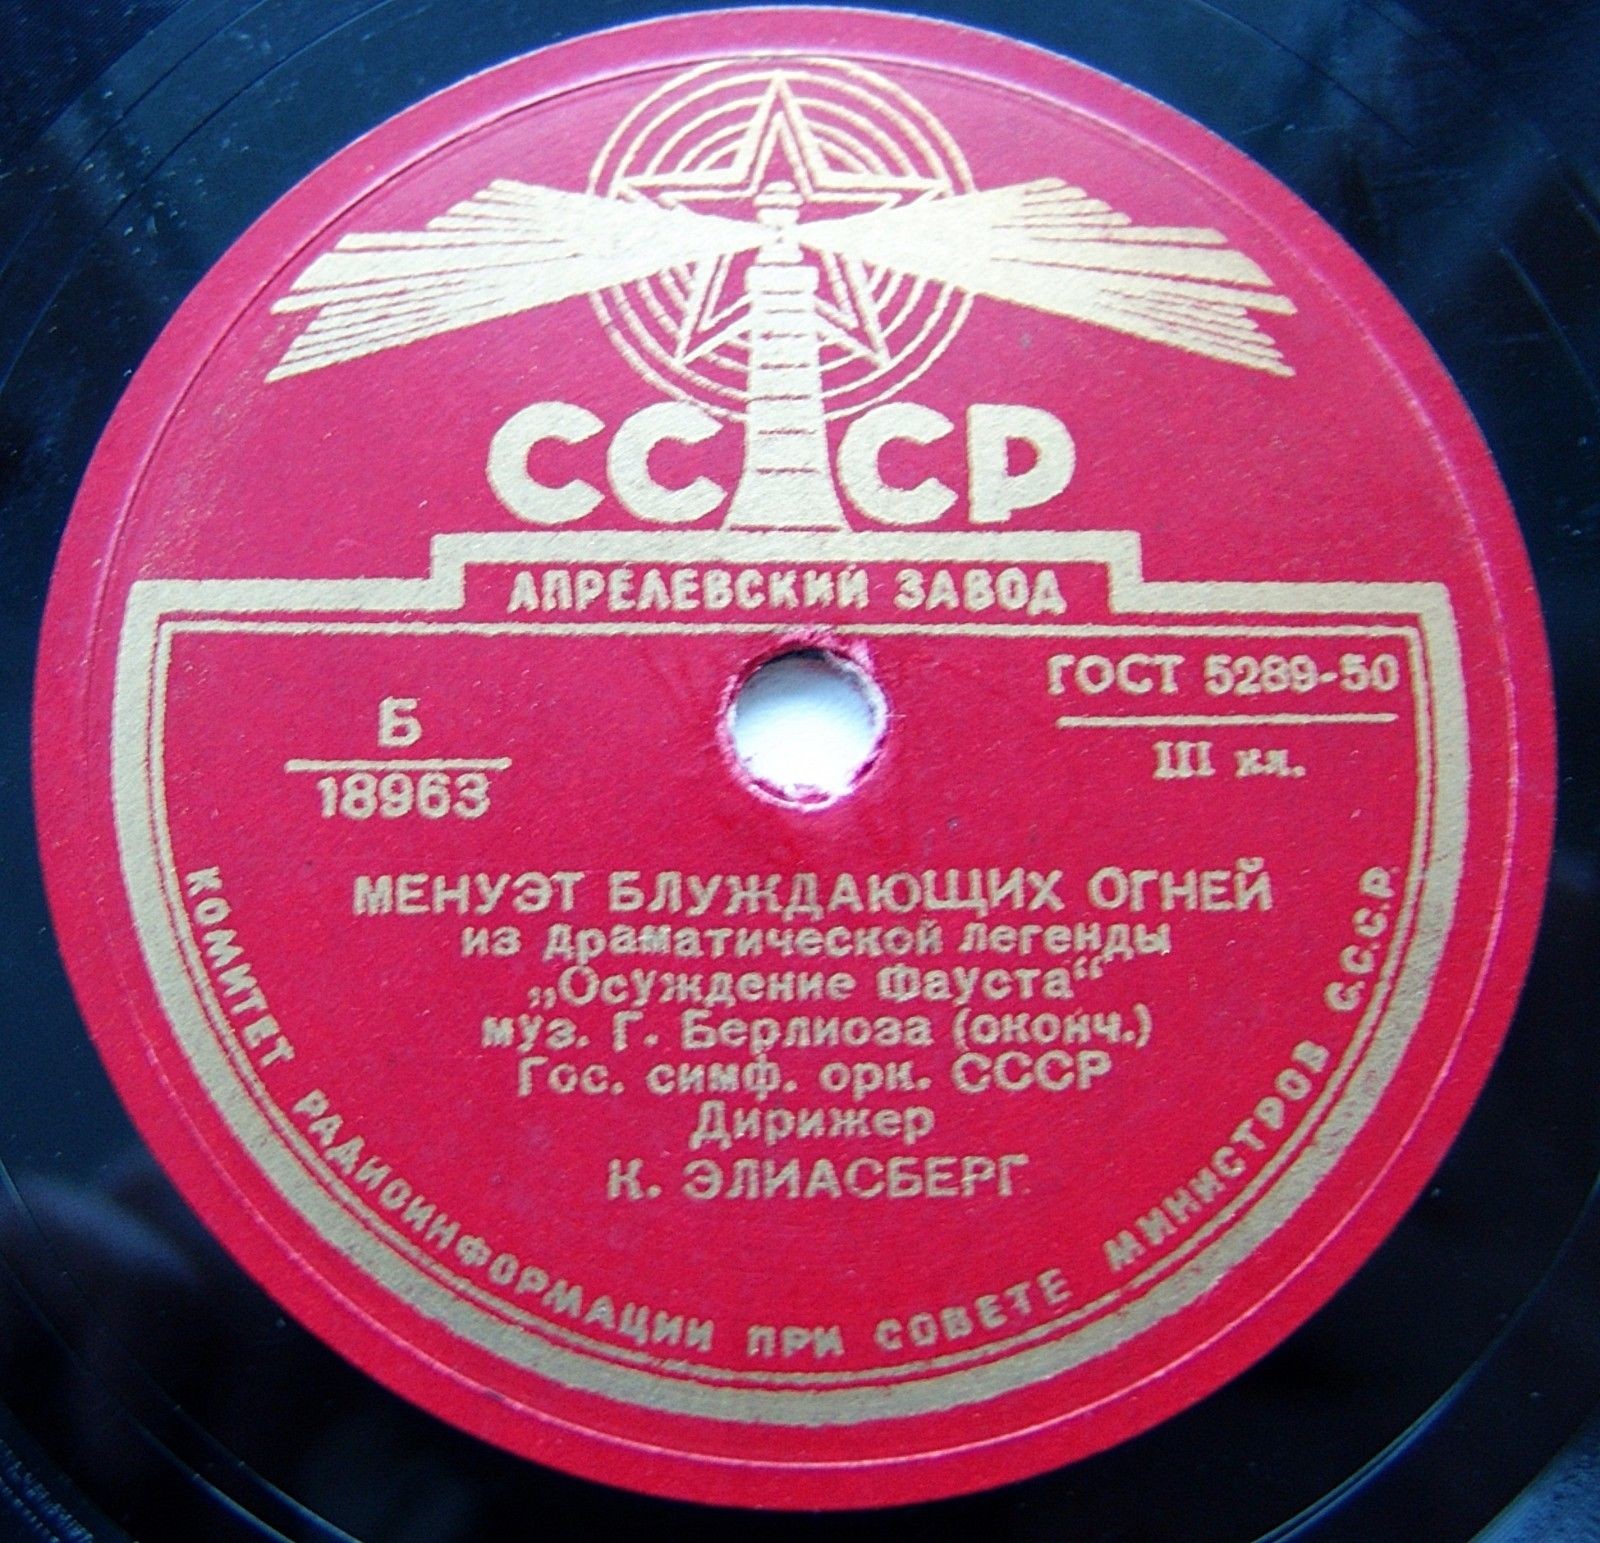 СССР
АПРЕЛЕВСКИЙ ЗАВОД
ГОСТ 5289-50
III кл.
Б
18963
МЕНУЭТ БЛУЖДАЮЩИХ ОГНЕЙ
из драматической легенды
„Осуждение Фауста“
муз. Г. Берлиоза (оконч.)
Гос. симф. орк. СССР
Дирижер
К. ЭЛИАСБЕРГ
КОМИТЕТ РАДИОИНФОРМАЦИИ ПРИ СОВЕТЕ МИНИСТРОВ С.С.С.Р.